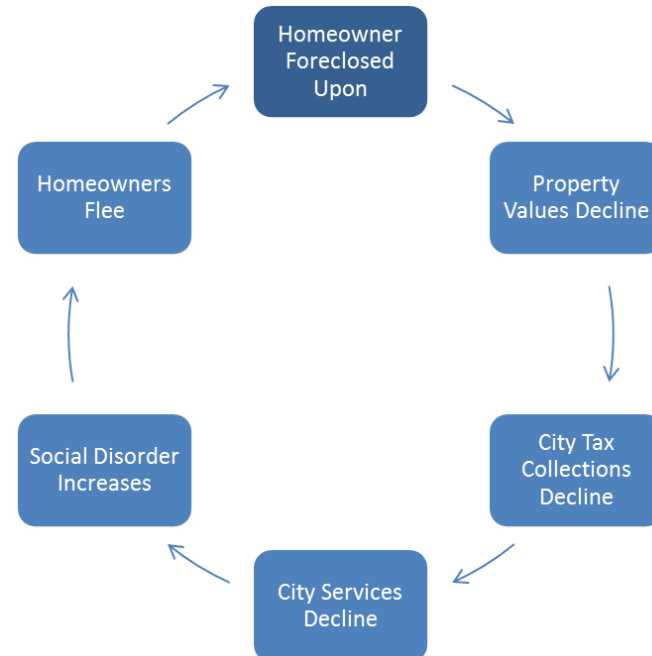 Homeowner
Foreclosed
Upon
Property
Values Decline
City Tax
Collections
Decline
City Services
Decline
Social Disorder
Increases
Homeowners
Flee